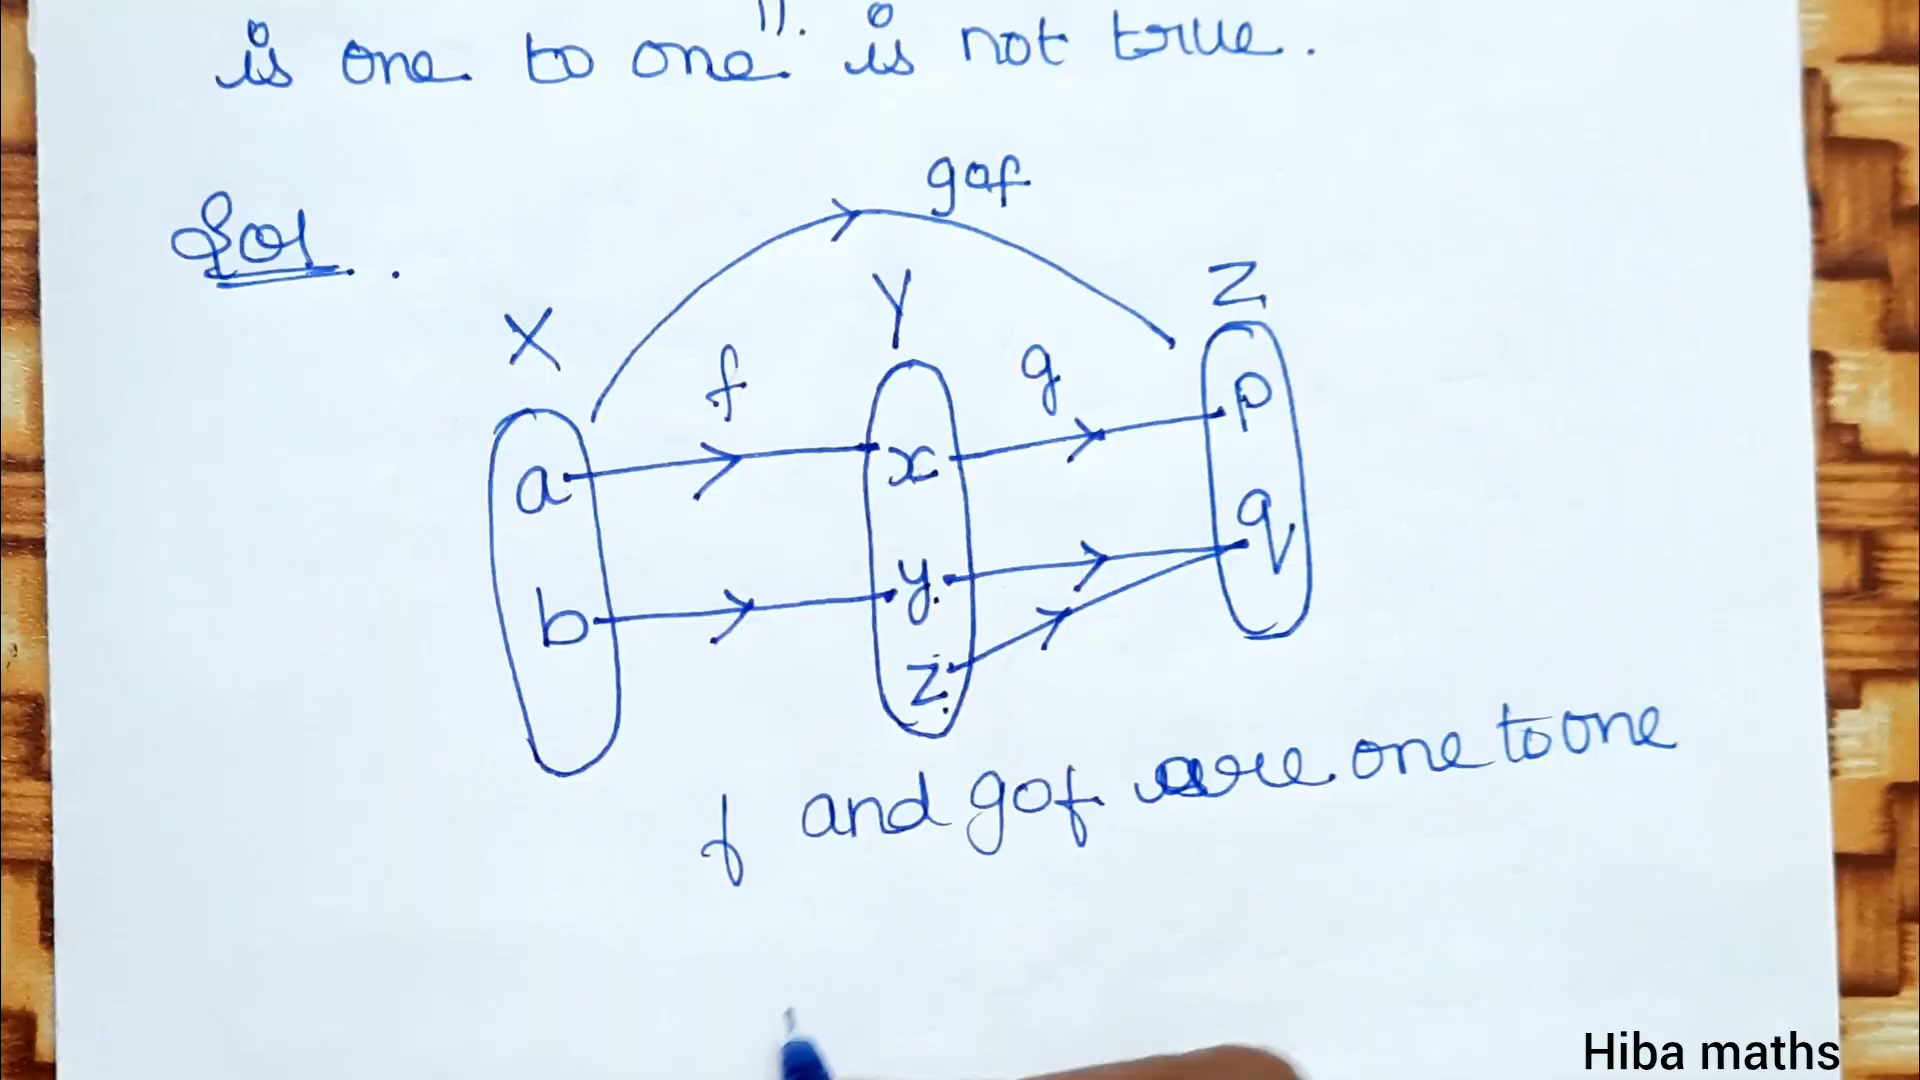 is one to one". is not true.
Sol.
gof
X Y Z
f g
a x p
b y q
z
f and gof are one to one
Hiba maths